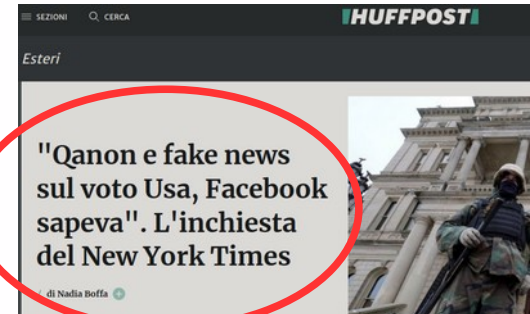 SEZIONI CERCA HUFFPOST
Esteri
"Qanon e fake news
sul voto Usa, Facebook
sapeva". L'inchiesta
del New York Times
di Nadia Boffa